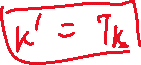 k' = 7k